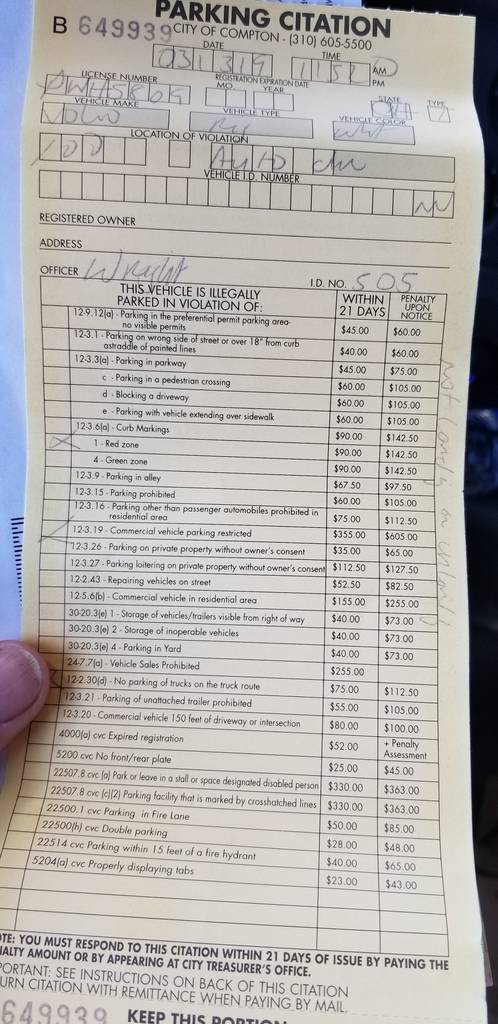 PARKING CITATION
B 649939 CITY OF COMPTON - (310) 605-5500
DATE TIME
031319 1152 AM
PM
LICENSE NUMBER REGISTRATION EXPIRATION DATE
MO. YEAR STATE TYPE
VEHICLE MAKE VEHICLE TYPE VEHICLE COLOR
Volvo
LOCATION OF VIOLATION
100 Auto
VEHICLE I.D. NUMBER
REGISTERED OWNER
ADDRESS
OFFICER Wright I.D. NO. 505
THIS VEHICLE IS ILLEGALLY PARKED IN VIOLATION OF: WITHIN 21 DAYS PENALTY UPON NOTICE
12-9.12(a) - Parking in the preferential permit parking area-
no visible permits $45.00 $60.00
12-3.1 - Parking on wrong side of street or over 18" from curb
astraddle of painted lines $40.00 $60.00
12-3.3(a) - Parking in parkway $45.00 $75.00
c - Parking in a pedestrian crossing $60.00 $105.00
d - Blocking a driveway $60.00 $105.00
e - Parking with vehicle extending over sidewalk $60.00 $105.00
12-3.6(a) - Curb Markings $90.00 $142.50
1 - Red zone $90.00 $142.50
4 - Green zone $90.00 $142.50
12-3.9 - Parking in alley $67.50 $97.50
12-3.15 - Parking prohibited $60.00 $105.00
12-3.16 - Parking other than passenger automobiles prohibited in
residential area $75.00 $112.50
12-3.19 - Commercial vehicle parking restricted $355.00 $605.00
12-3.26 - Parking on private property without owner's consent $35.00 $65.00
12-3.27 - Parking loitering on private property without owner's consent $112.50 $127.50
12-2.43 - Repairing vehicles on street $52.50 $82.50
12-5.6(b) - Commercial vehicle in residential area $155.00 $255.00
30-20.3(e) 1 - Storage of vehicles/trailers visible from right of way $40.00 $73.00
30-20.3(e) 2 - Storage of inoperable vehicles $40.00 $73.00
30-20.3(e) 4 - Parking in Yard $40.00 $73.00
24-7.7(a) - Vehicle Sales Prohibited $255.00
12-2.30(d) - No parking of trucks on the truck route $75.00 $112.50
12-3.21 - Parking of unattached trailer prohibited $55.00 $105.00
12-3.20 - Commercial vehicle 150 feet of driveway or intersection $80.00 $100.00
4000(a) cvc Expired registration $52.00 + Penalty Assessment
5200 cvc No front/rear plate $25.00 $45.00
22507.8 cvc (a) Park or leave in a stall or space designated disabled person $330.00 $363.00
22507.8 cvc (c)(2) Parking facility that is marked by crosshatched lines $330.00 $363.00
22500.1 cvc Parking in Fire Lane $50.00 $85.00
22500(h) cvc Double parking $28.00 $48.00
22514 cvc Parking within 15 feet of a fire hydrant $40.00 $65.00
5204(a) cvc Properly displaying tabs $23.00 $43.00
OTE: YOU MUST RESPOND TO THIS CITATION WITHIN 21 DAYS OF ISSUE BY PAYING THE
ALTY AMOUNT OR BY APPEARING AT CITY TREASURER'S OFFICE.
PORTANT: SEE INSTRUCTIONS ON BACK OF THIS CITATION
URN CITATION WITH REMITTANCE WHEN PAYING BY MAIL.
649939 KEEP THIS PORTION